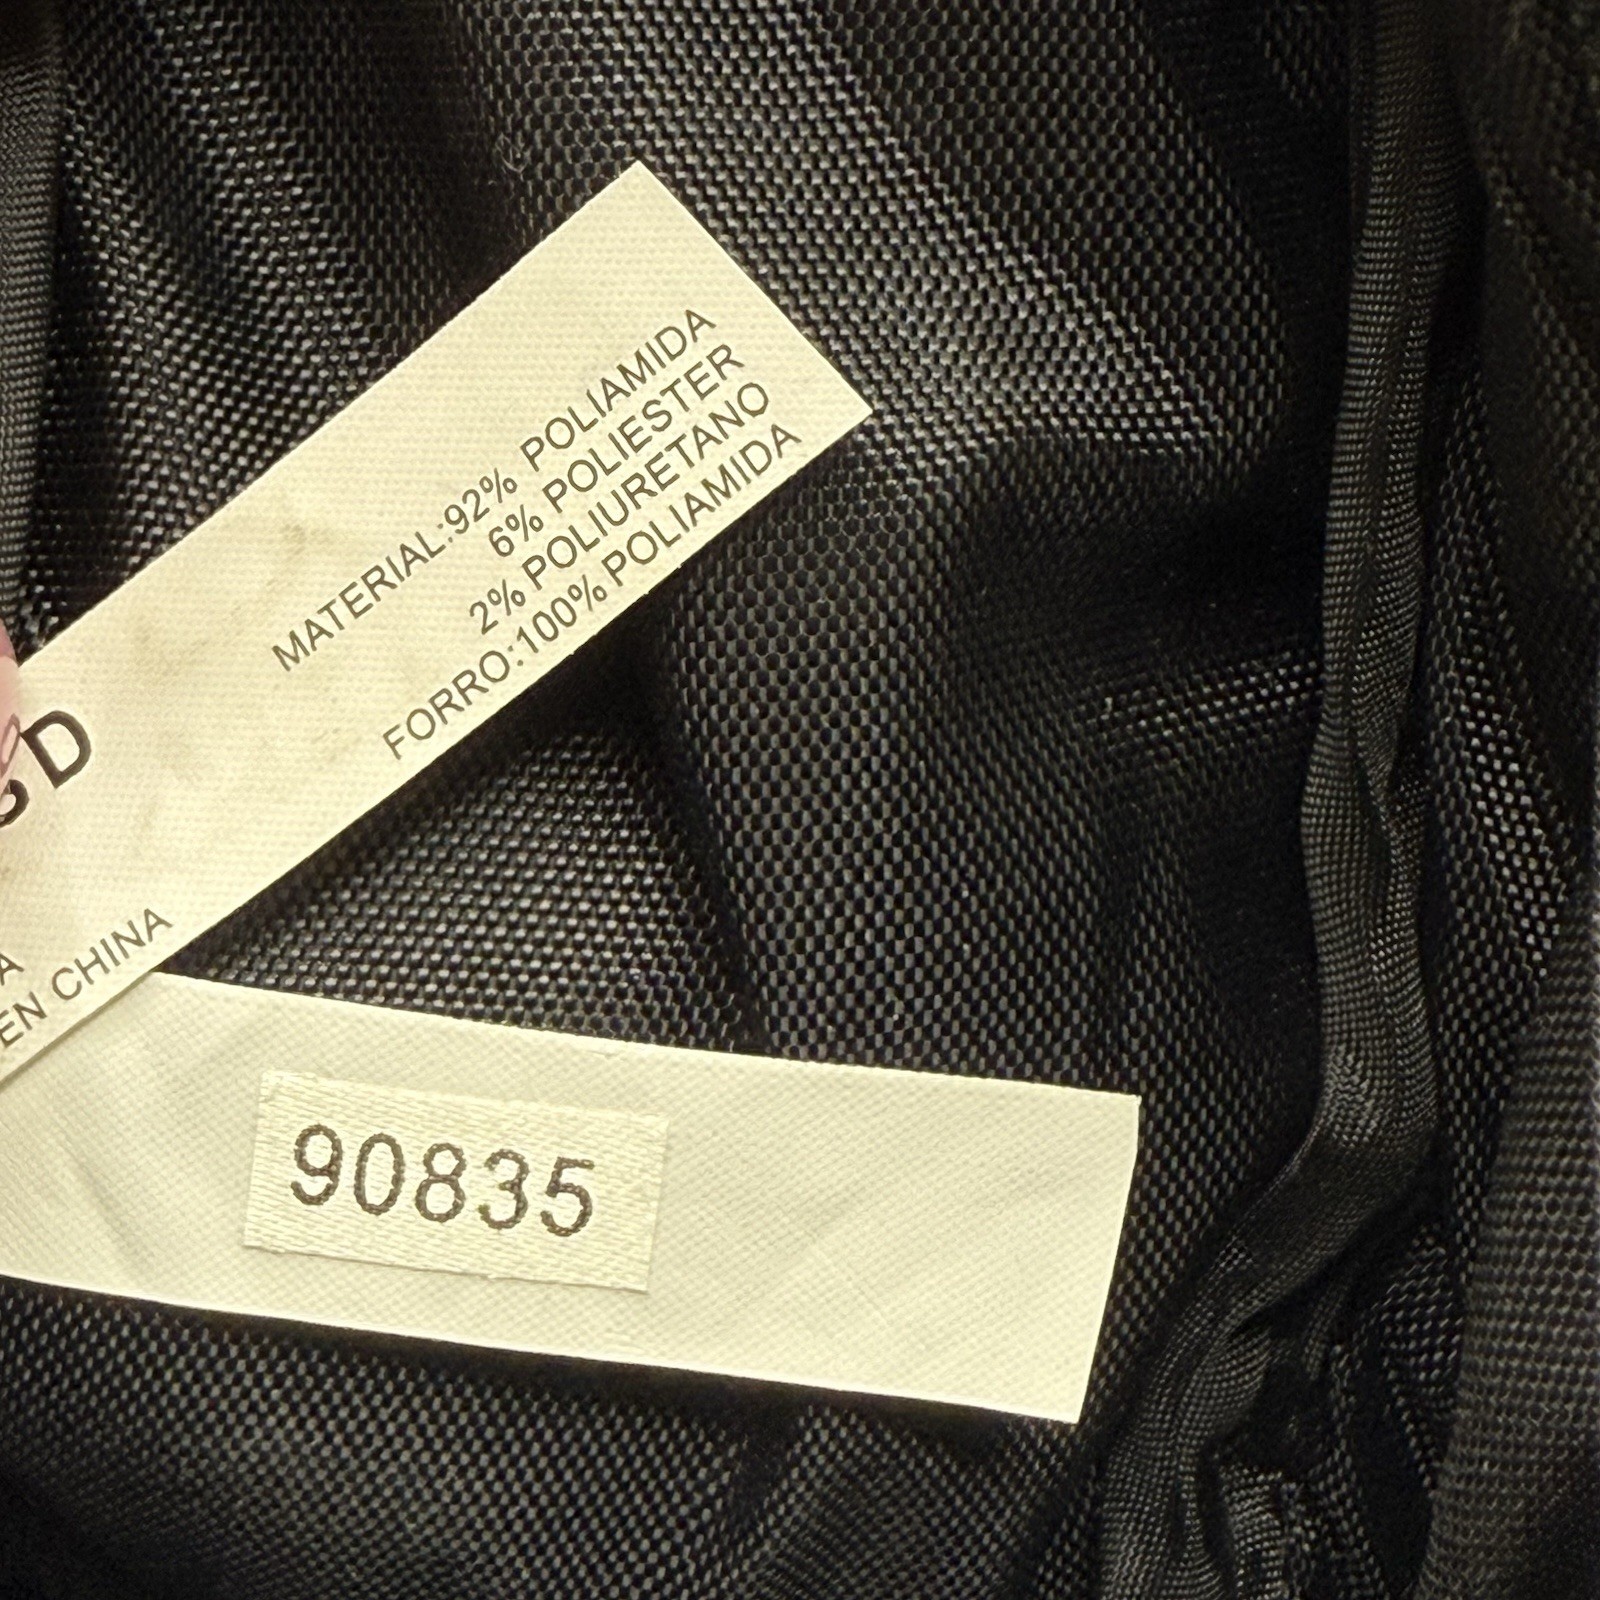 MATERIAL:92% POLIAMIDA
6% POLIESTER
2% POLIURETANO
FORRO:100% POLIAMIDA
EN CHINA
90835